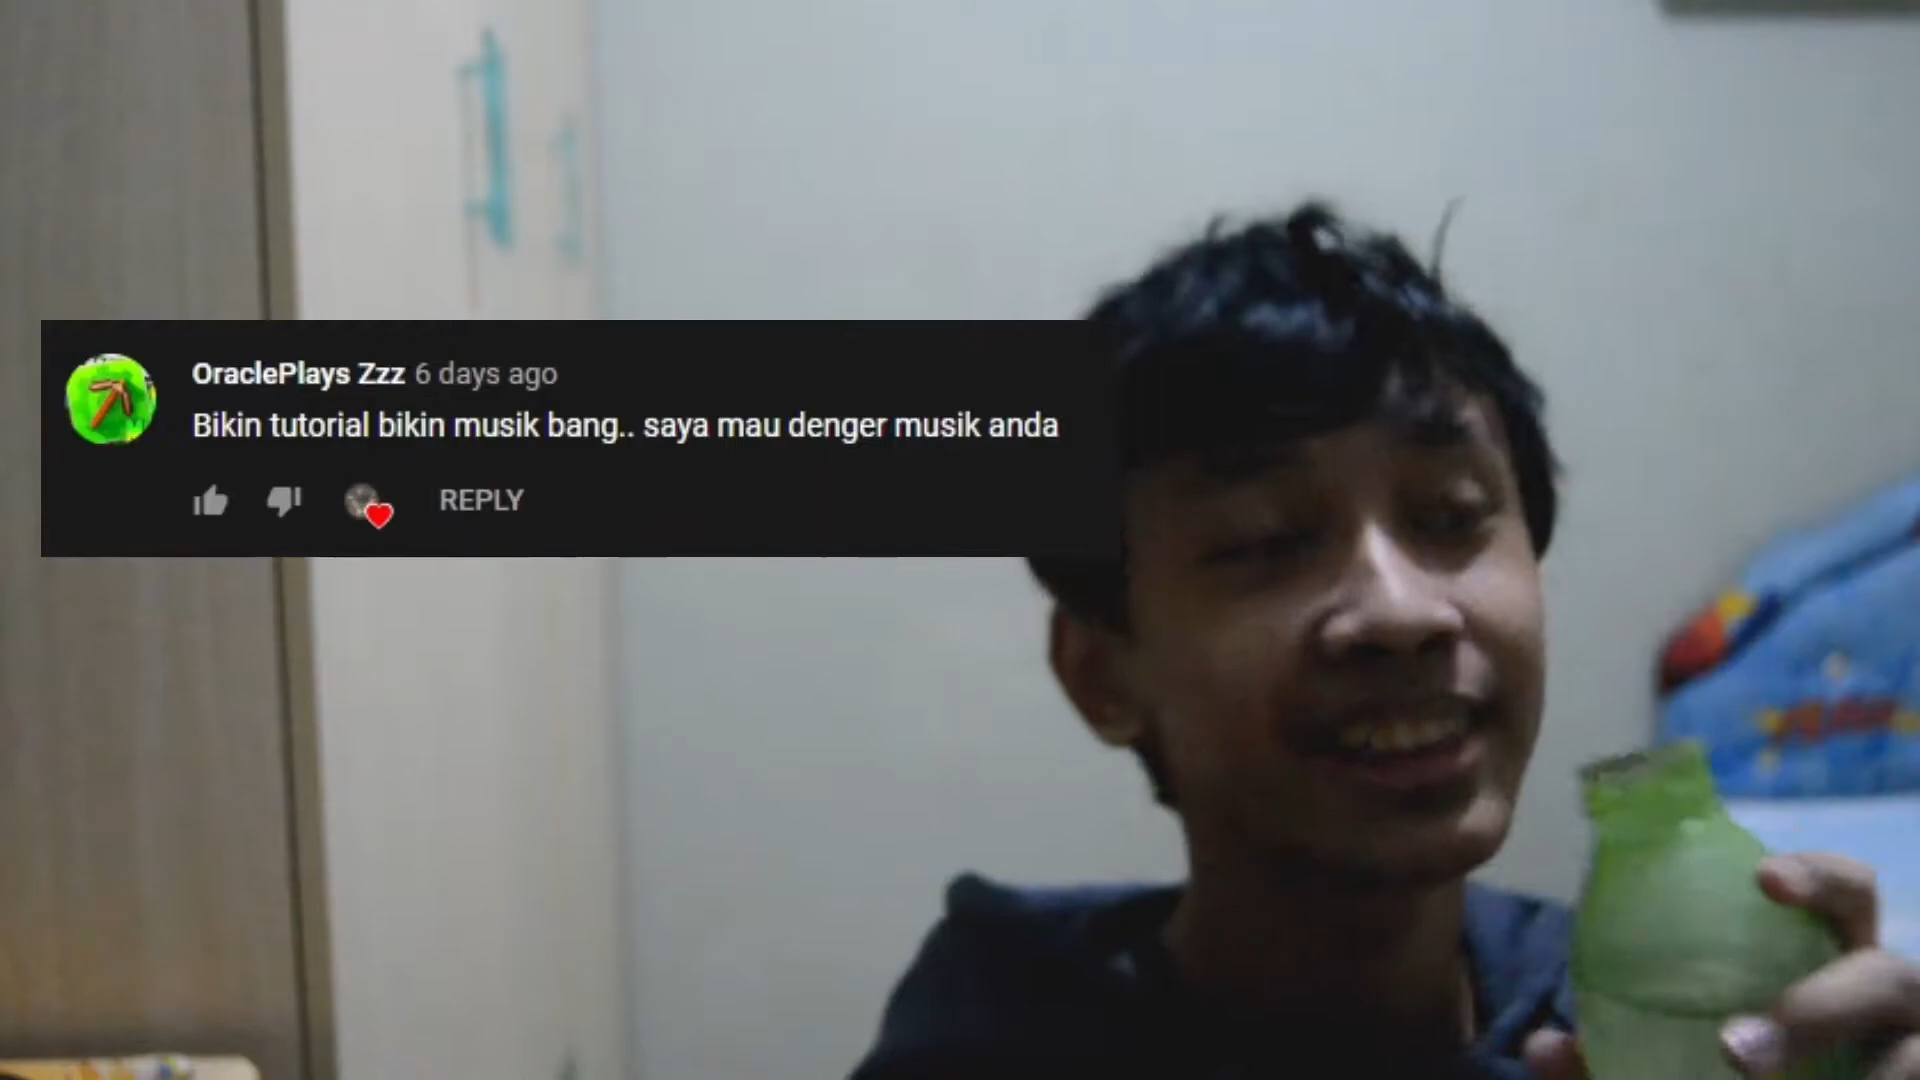 OraclePlays Zzz 6 days ago
Bikin tutorial bikin musik bang.. saya mau denger musik anda
REPLY